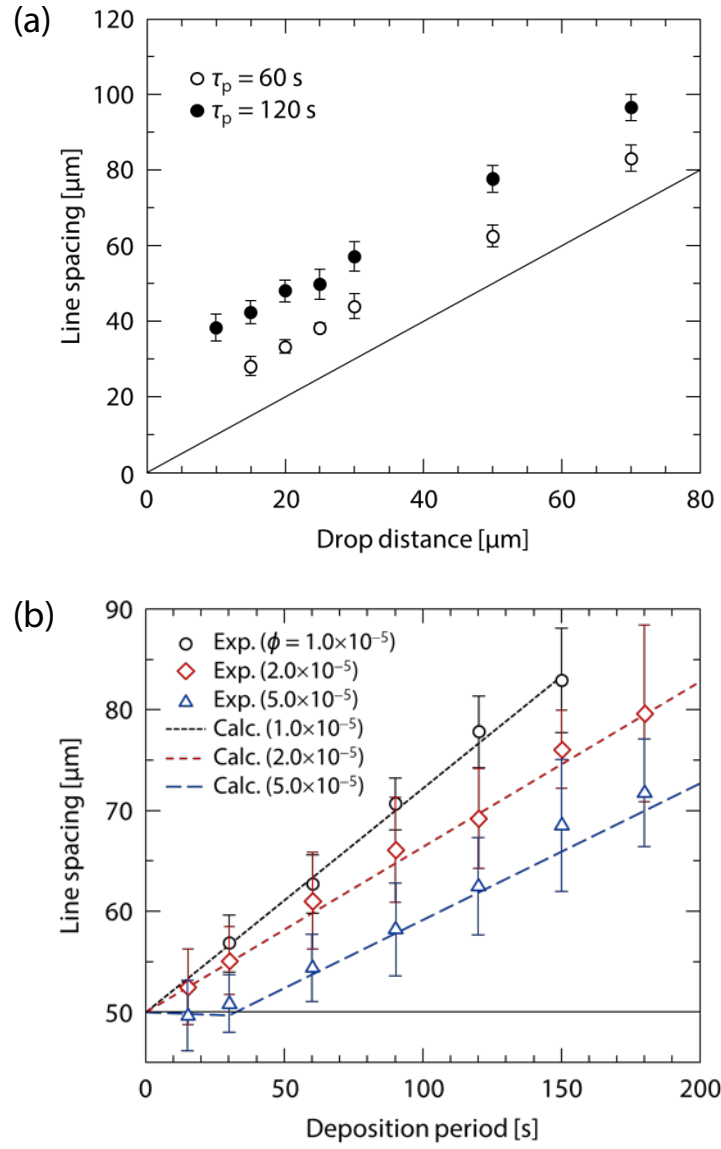 (a)
120
100
80
60
40
20
0
Line spacing [µm]
τp = 60 s
τp = 120 s
0 20 40 60 80
Drop distance [µm]
(b)
90
80
70
60
50
Line spacing [µm]
Exp. (ϕ = 1.0×10⁻⁵)
Exp. (2.0×10⁻⁵)
Exp. (5.0×10⁻⁵)
Calc. (1.0×10⁻⁵)
Calc. (2.0×10⁻⁵)
Calc. (5.0×10⁻⁵)
0 50 100 150 200
Deposition period [s]